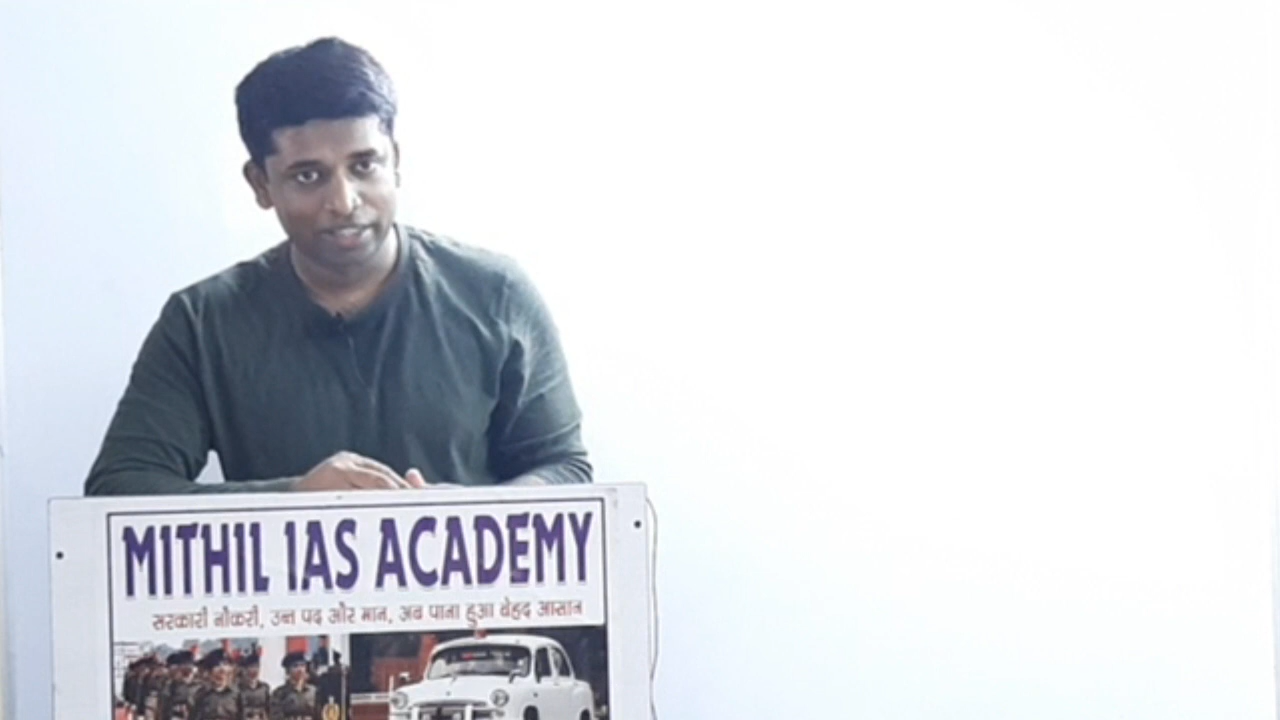 MITHIL IAS ACADEMY
सरकारी नौकरी, उच्च पद और मान, अब पाना हुआ बेहद आसान